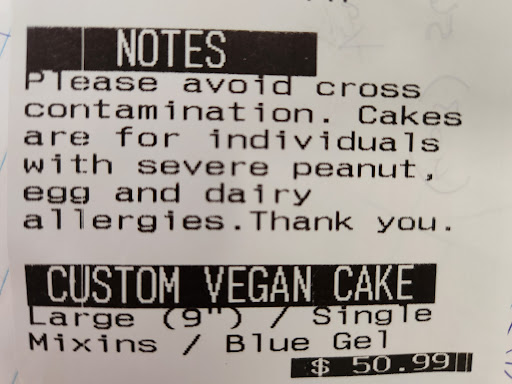 NOTES
Please avoid cross
contamination. Cakes
are for individuals
with severe peanut,
egg and dairy
allergies.Thank you.
CUSTOM VEGAN CAKE
Large (9") / Single
Mixins / Blue Gel
$ 50.99